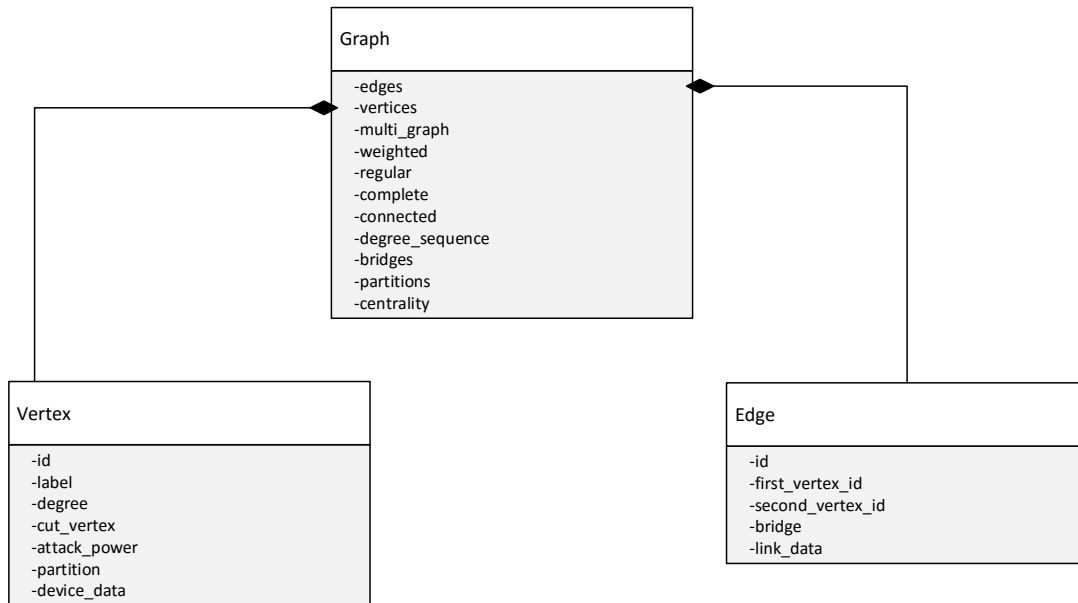 Graph
-edges
-vertices
-multi_graph
-weighted
-regular
-complete
-connected
-degree_sequence
-bridges
-partitions
-centrality
Vertex
-id
-label
-degree
-cut_vertex
-attack_power
-partition
-device_data
Edge
-id
-first_vertex_id
-second_vertex_id
-bridge
-link_data